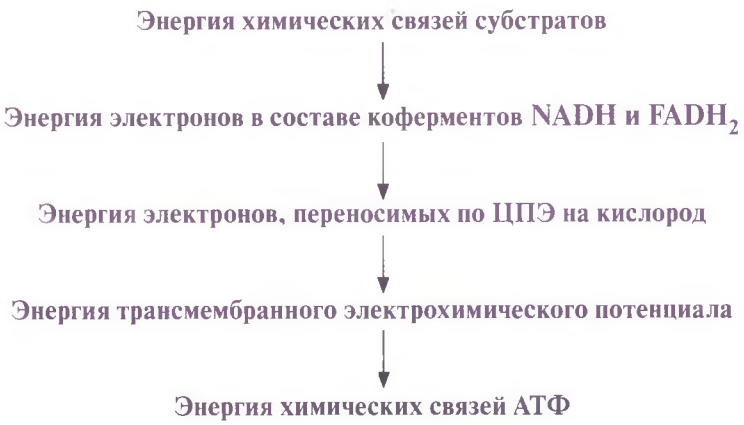 Энергия химических связей субстратов
Энергия электронов в составе коферментов NADH и FADH₂
Энергия электронов, переносимых по ЦПЭ на кислород
Энергия трансмембранного электрохимического потенциала
Энергия химических связей АТФ